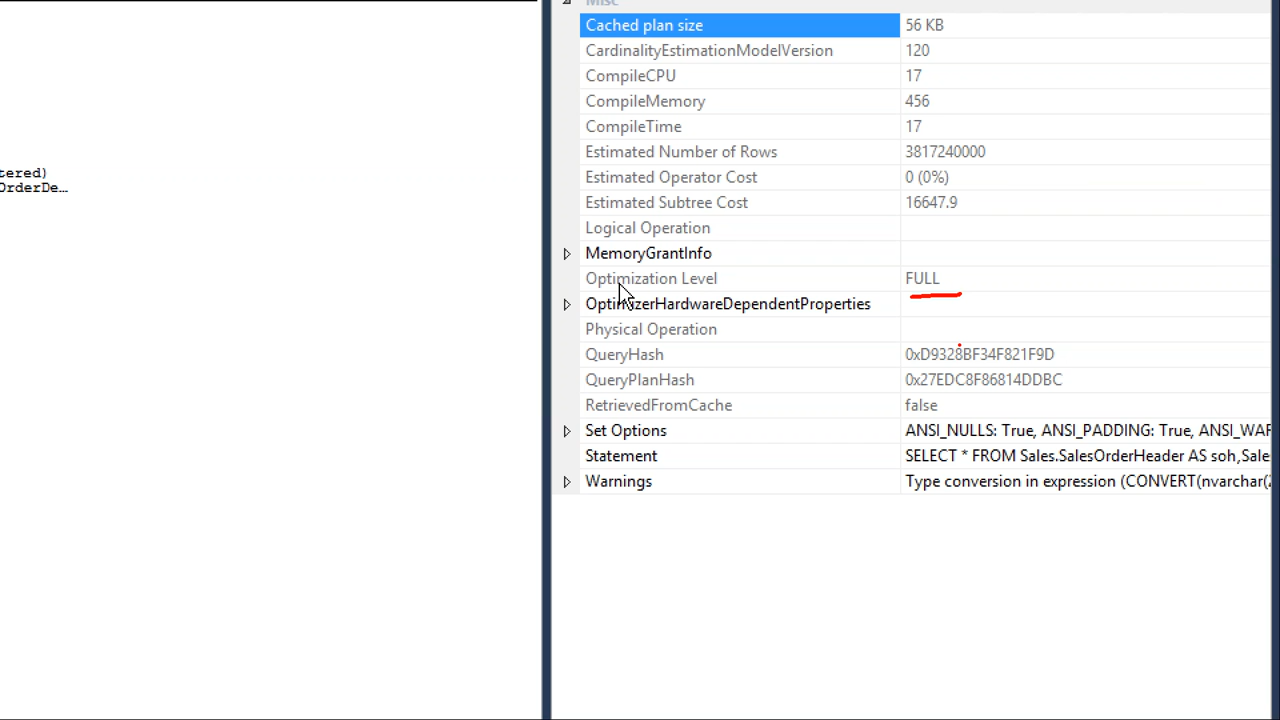 Misc
Cached plan size 56 KB
CardinalityEstimationModelVersion 120
CompileCPU 17
CompileMemory 456
CompileTime 17
Estimated Number of Rows 3817240000
Estimated Operator Cost 0 (0%)
Estimated Subtree Cost 16647.9
Logical Operation
MemoryGrantInfo
Optimization Level FULL
OptimizerHardwareDependentProperties
Physical Operation
QueryHash 0xD9328BF34F821F9D
QueryPlanHash 0x27EDC8F86814DDBC
RetrievedFromCache false
Set Options ANSI_NULLS: True, ANSI_PADDING: True, ANSI_WAR
Statement SELECT * FROM Sales.SalesOrderHeader AS soh,Sale
Warnings Type conversion in expression (CONVERT(nvarchar(2
tered)
OrderDe…